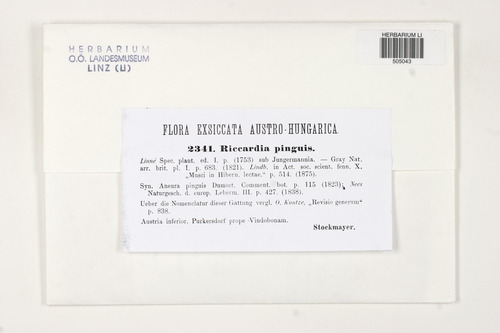 HERBARIUM
O.Ö. LANDESMUSEUM
LINZ (LI)
HERBARIUM LI
505043
FLORA EXSICCATA AUSTRO-HUNGARICA.
2341. Riccardia pinguis.
Linné Spec. plant. ed. I. p. (1753) sub Jungermannia. — Gray Nat.
arr. brit. pl. I. p. 683. (1821). Lindb. in Act. soc. scient. fenn. X,
„Musci in Hibern. lectae,“ p. 514. (1875).
Syn. Aneura pinguis Dumort. Comment. bot. p. 115 (1823), Nees
Naturgesch. d. europ. Leberm. III. p. 427. (1838).
Ueber die Nomenclatur dieser Gattung vergl. O. Kuntze, „Revisio generum“
p. 838.
Austria inferior. Purkersdorf prope Vindobonam.
Stockmayer.